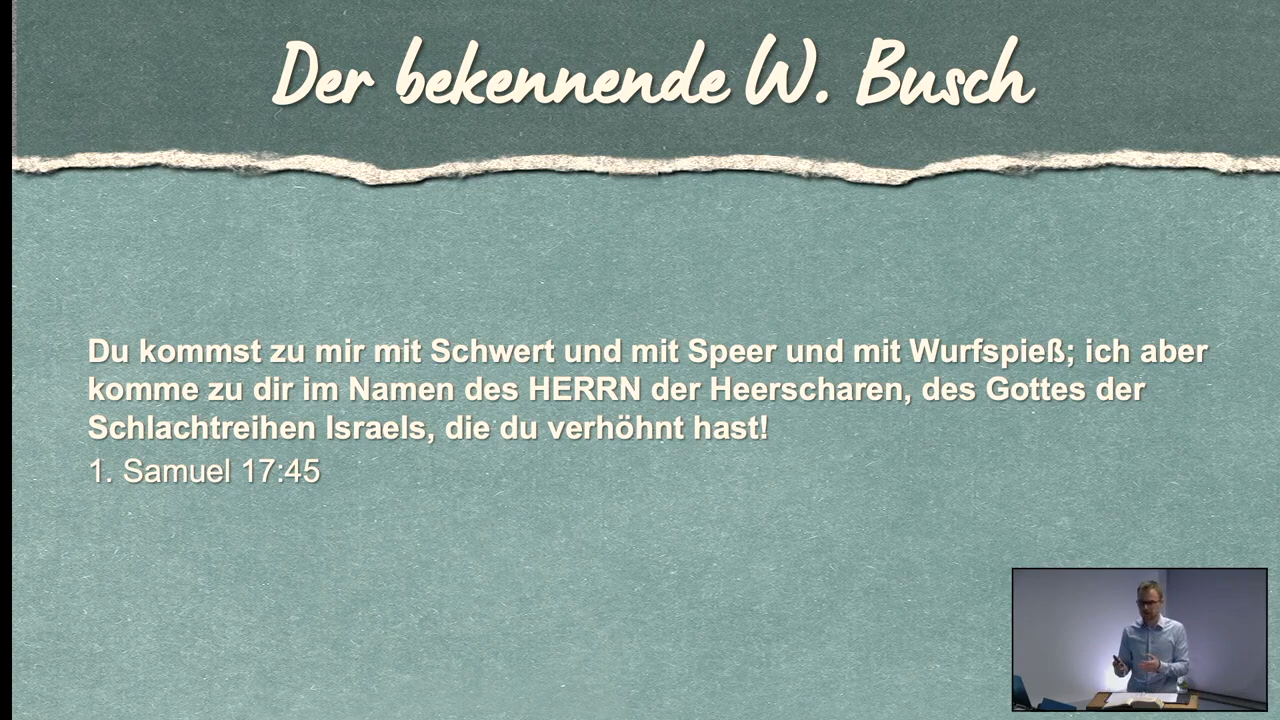 Der bekennende W. Busch
Du kommst zu mir mit Schwert und mit Speer und mit Wurfspieß; ich aber
komme zu dir im Namen des HERRN der Heerscharen, des Gottes der
Schlachtreihen Israels, die du verhöhnt hast!
1. Samuel 17:45